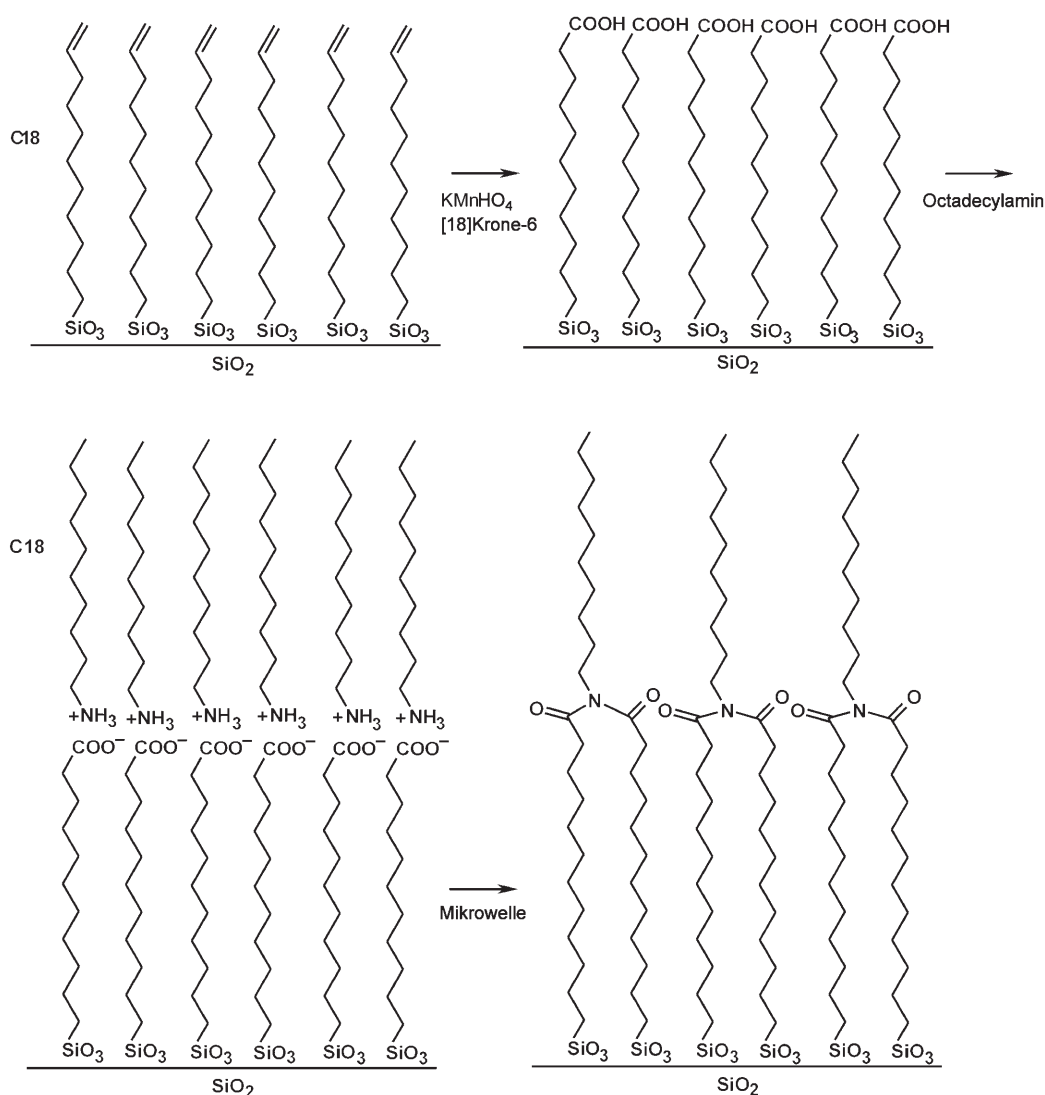 COOH COOH COOH COOH COOH COOH
C18
KMnHO₄
[18]Krone-6
Octadecylamin
SiO₃ SiO₃ SiO₃ SiO₃ SiO₃ SiO₃
SiO₂
SiO₃ SiO₃ SiO₃ SiO₃ SiO₃ SiO₃
SiO₂
C18
+NH₃ +NH₃ +NH₃ +NH₃ +NH₃ +NH₃
COO⁻ COO⁻ COO⁻ COO⁻ COO⁻ COO⁻
O N O O N O O N O
Mikrowelle
SiO₃ SiO₃ SiO₃ SiO₃ SiO₃ SiO₃
SiO₂
SiO₃ SiO₃ SiO₃ SiO₃ SiO₃ SiO₃
SiO₂